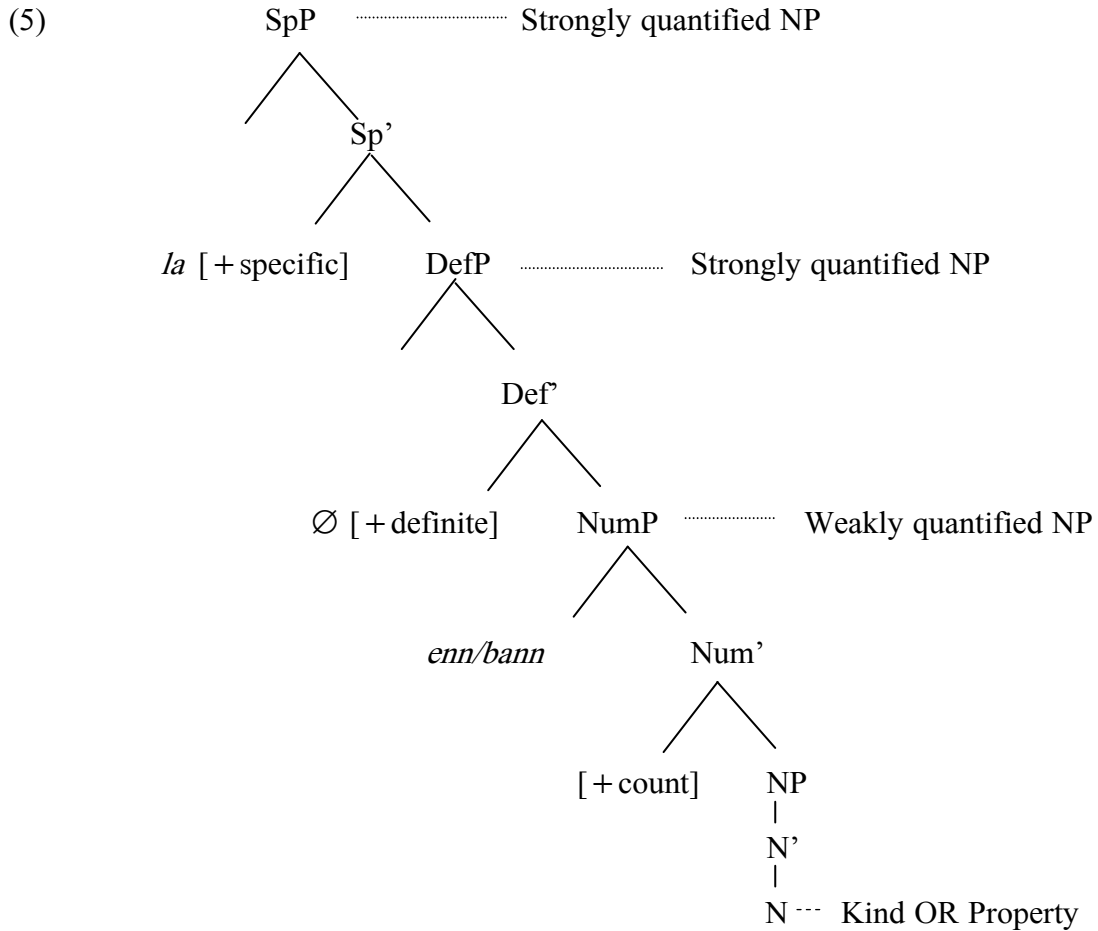 (5) SpP Strongly quantified NP
Sp’
la [+specific] DefP Strongly quantified NP
Def’
∅ [+definite] NumP Weakly quantified NP
enn/bann Num’
[+count] NP
N’
N Kind OR Property